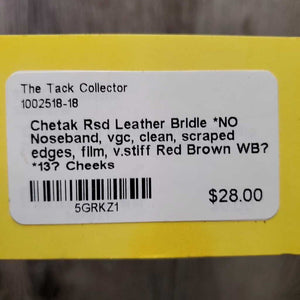 The Tack Collector
1002518-18
Chetak Rsd Leather Bridle *NO
Noseband, vgc, clean, scraped
edges, film, v.stiff Red Brown WB?
*13? Cheeks
5GRKZ1
$28.00